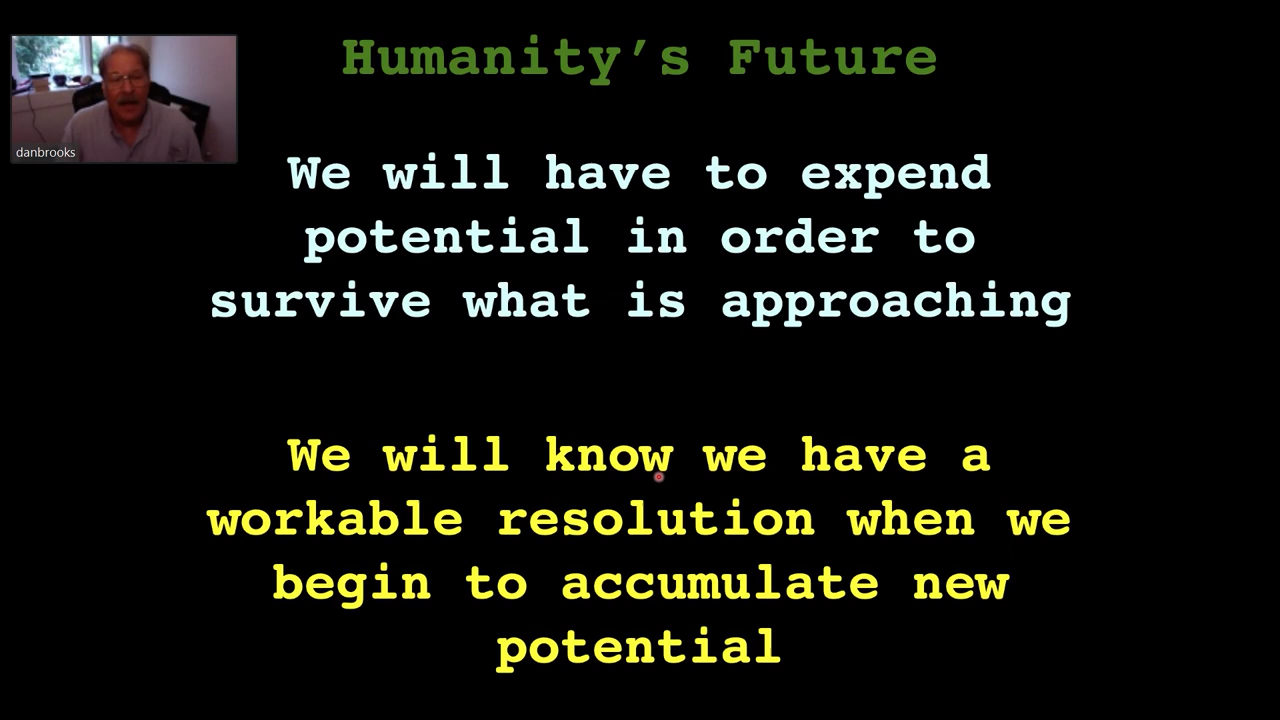 Humanity’s Future
danbrooks
We will have to expend
potential in order to
survive what is approaching
We will know we have a
workable resolution when we
begin to accumulate new
potential